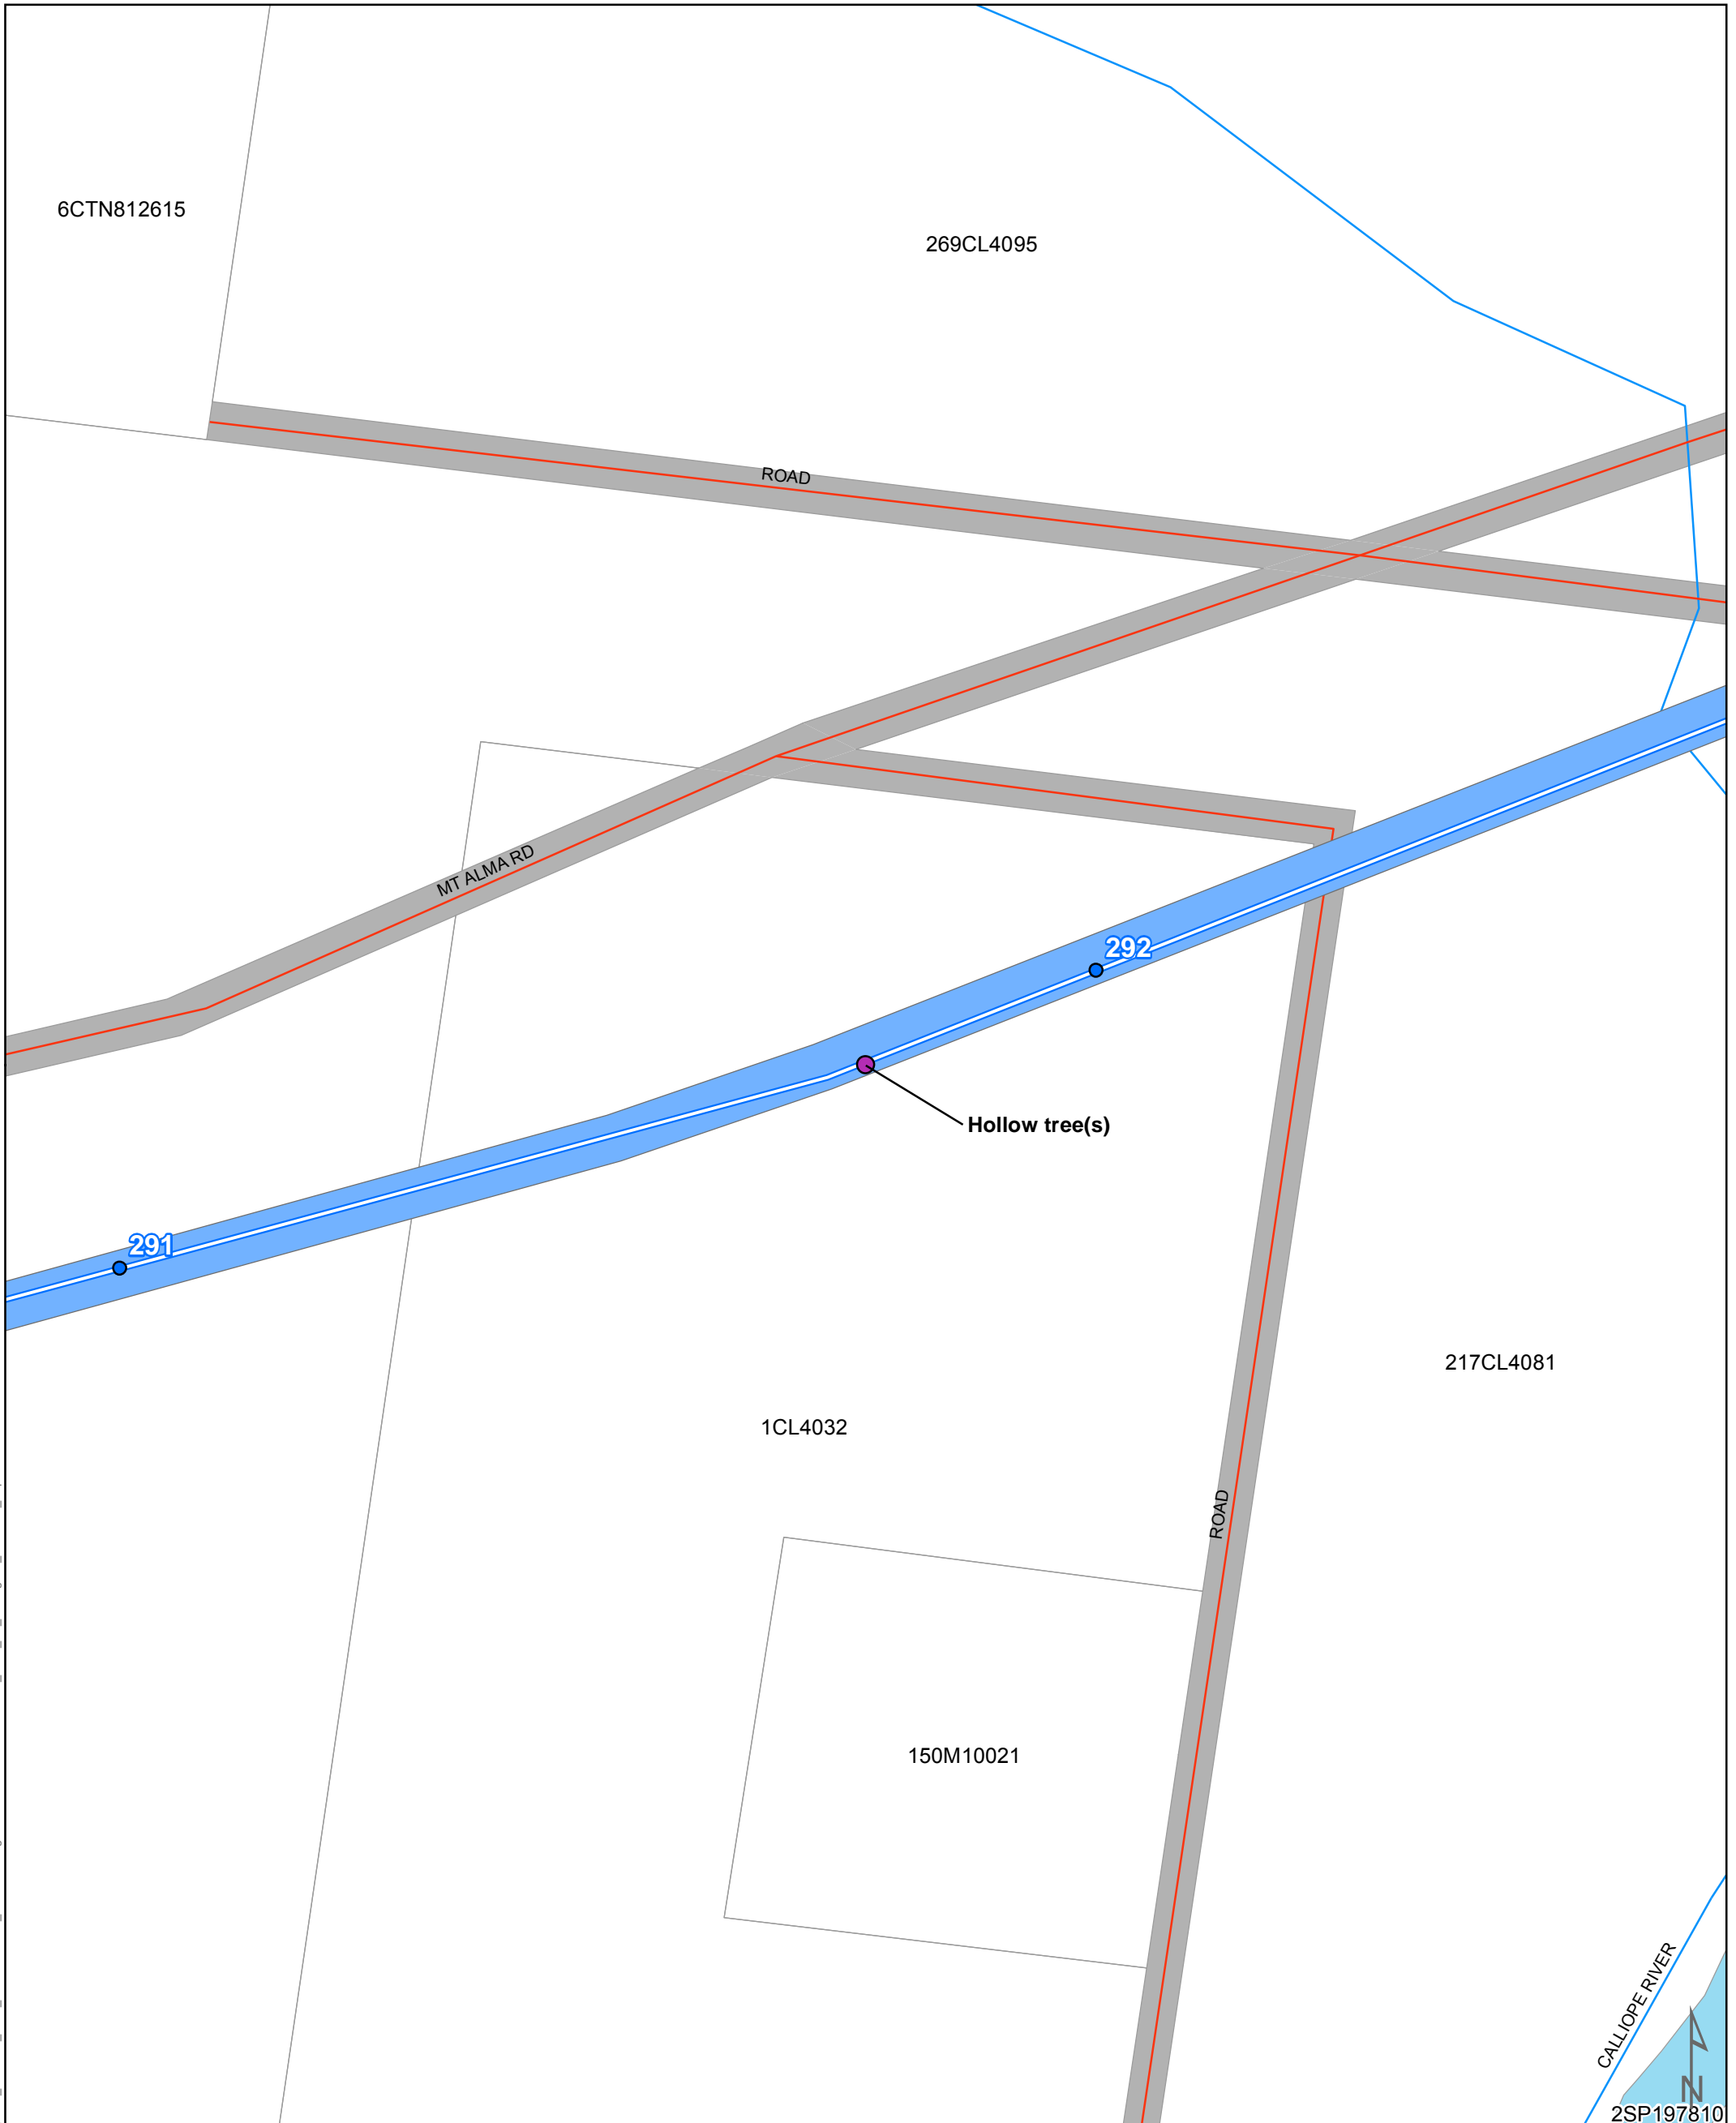 6CTN812615
269CL4095
ROAD
MT ALMA RD
292
Hollow tree(s)
291
217CL4081
1CL4032
ROAD
150M10021
CALLIOPE RIVER
N
2SP197810